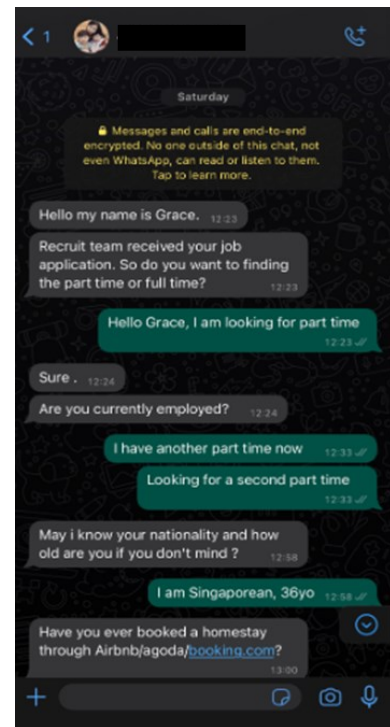 1
Saturday
Messages and calls are end-to-end
encrypted. No one outside of this chat, not
even WhatsApp, can read or listen to them.
Tap to learn more.
Hello my name is Grace. 12:23
Recruit team received your job
application. So do you want to finding
the part time or full time?
12:23
Hello Grace, I am looking for part time
12:23
Sure . 12:24
Are you currently employed? 12:24
I have another part time now 12:33
Looking for a second part time
12:33
May i know your nationality and how
old are you if you don't mind ? 12:58
I am Singaporean, 36yo 12:58
Have you ever booked a homestay
through Airbnb/agoda/booking.com?
13:00